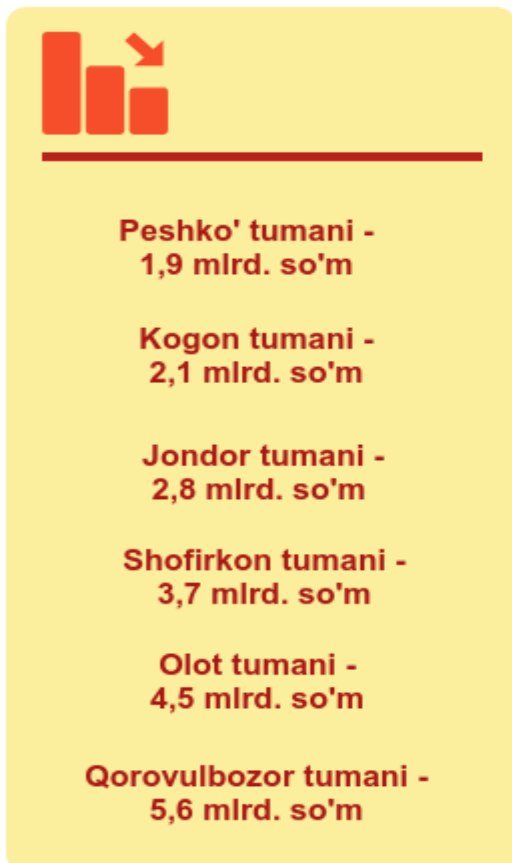 Peshko' tumani -
1,9 mlrd. so'm
Kogon tumani -
2,1 mlrd. so'm
Jondor tumani -
2,8 mlrd. so'm
Shofirkon tumani -
3,7 mlrd. so'm
Olot tumani -
4,5 mlrd. so'm
Qorovulbozor tumani -
5,6 mlrd. so'm